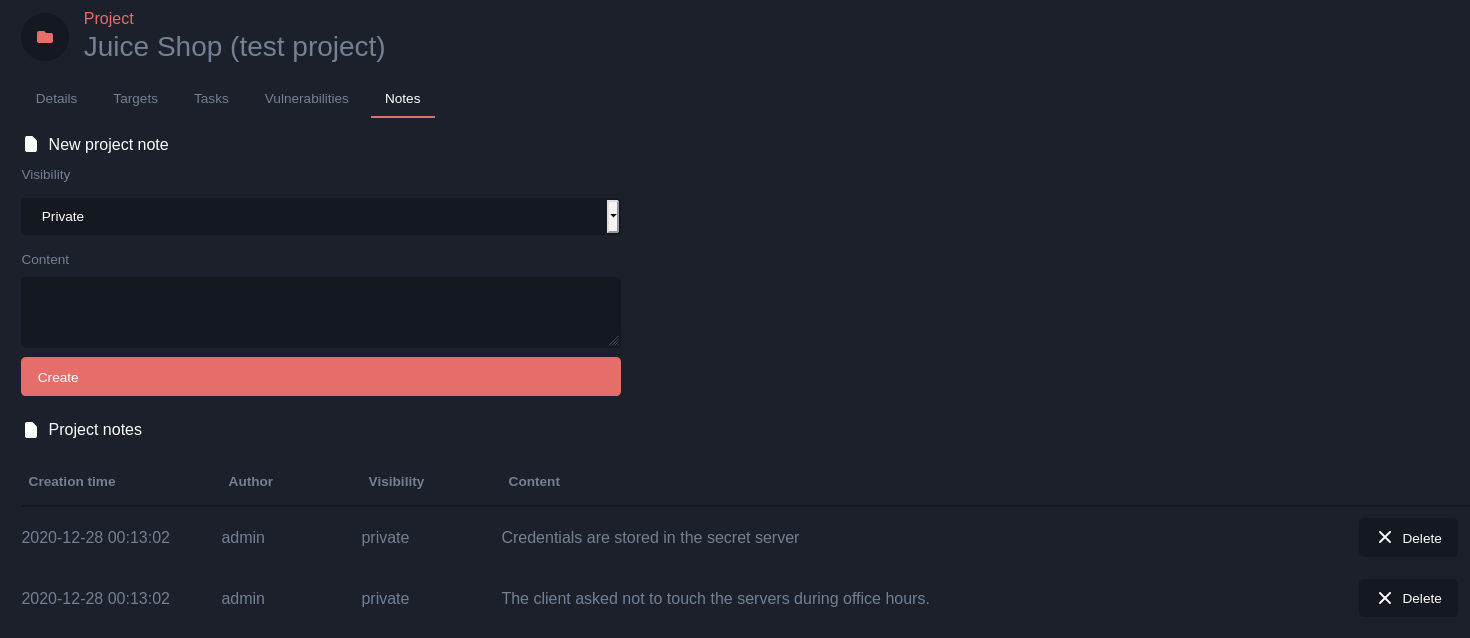 Project
Juice Shop (test project)
Details Targets Tasks Vulnerabilities Notes
New project note
Visibility
Private
Content
Create
Project notes
Creation time Author Visibility Content
2020-12-28 00:13:02 admin private Credentials are stored in the secret server Delete
2020-12-28 00:13:02 admin private The client asked not to touch the servers during office hours. Delete